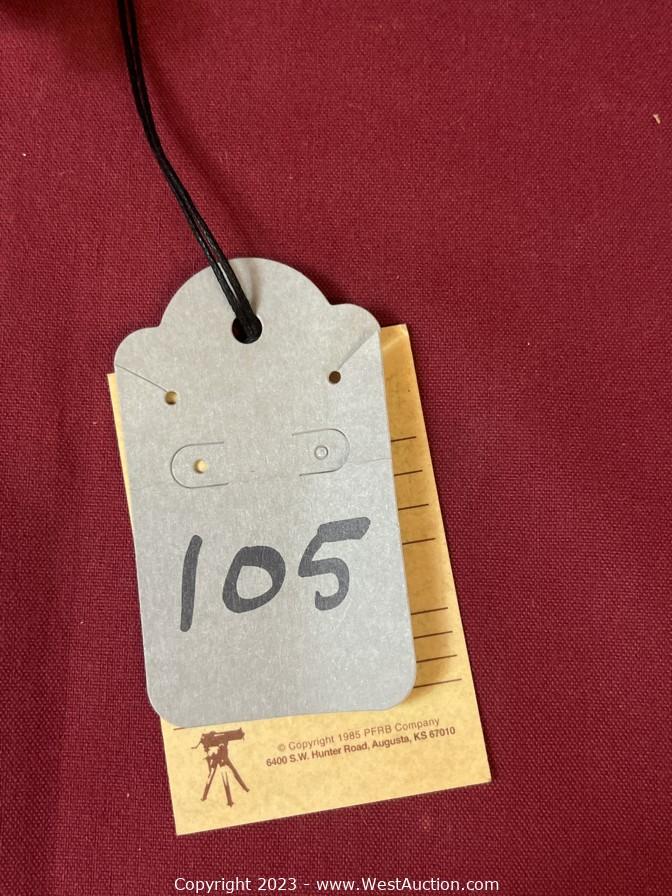 105
© Copyright 1985 PFRB Company
6400 S.W. Hunter Road, Augusta, KS 67010
Copyright 2023 - www.WestAuction.com